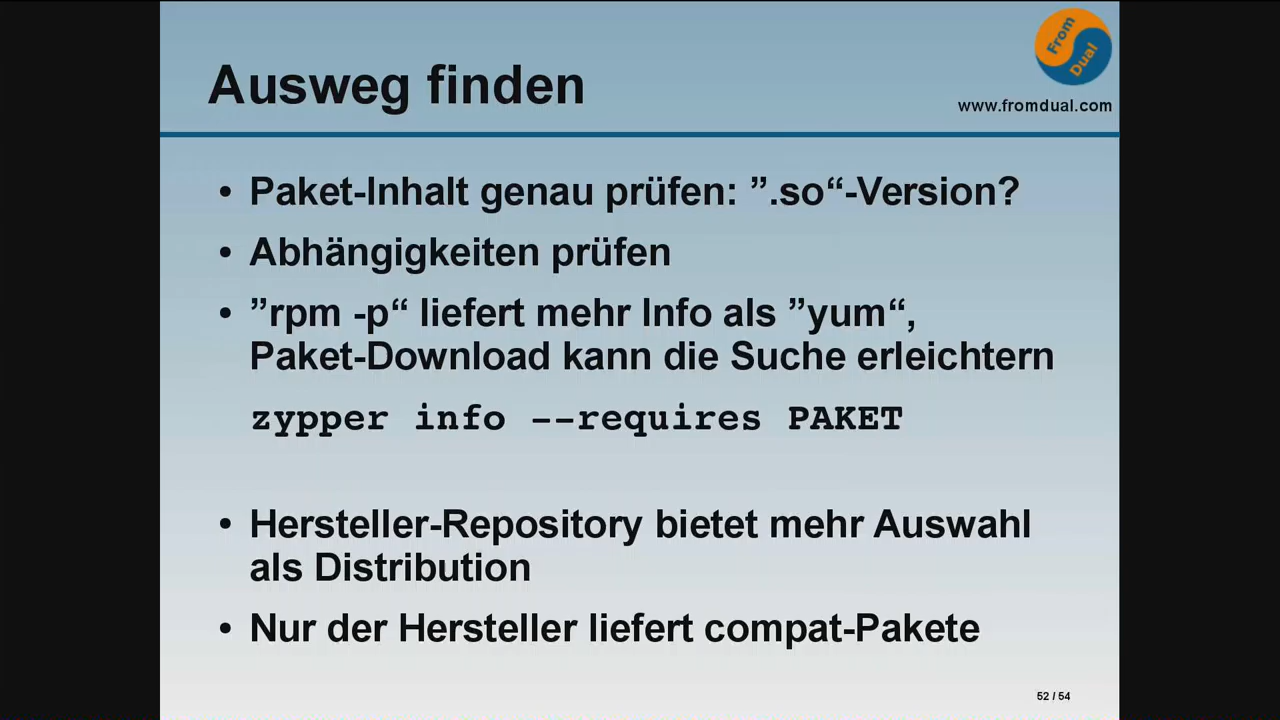 From
Dual
Ausweg finden
www.fromdual.com
• Paket-Inhalt genau prüfen: ”.so“-Version?
• Abhängigkeiten prüfen
• ”rpm -p“ liefert mehr Info als ”yum“,
Paket-Download kann die Suche erleichtern
zypper info --requires PAKET
• Hersteller-Repository bietet mehr Auswahl
als Distribution
• Nur der Hersteller liefert compat-Pakete
52 / 54